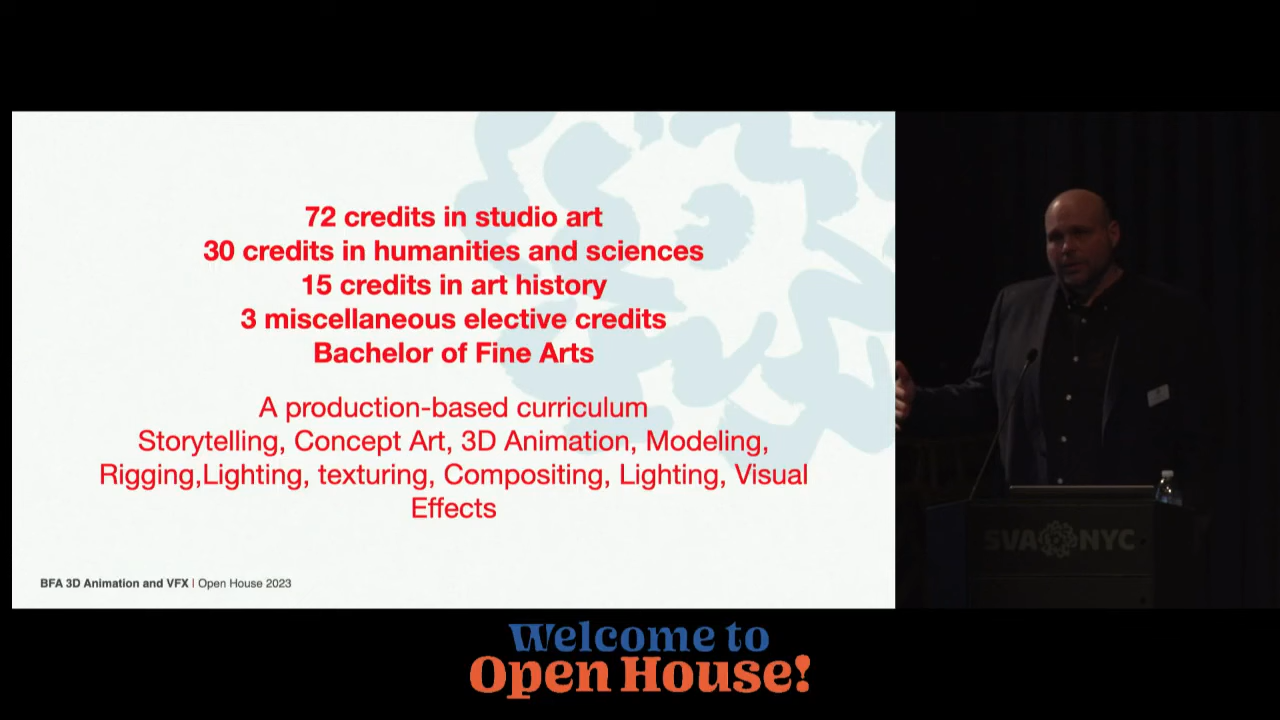 72 credits in studio art
30 credits in humanities and sciences
15 credits in art history
3 miscellaneous elective credits
Bachelor of Fine Arts
A production-based curriculum
Storytelling, Concept Art, 3D Animation, Modeling,
Rigging,Lighting, texturing, Compositing, Lighting, Visual
Effects
BFA 3D Animation and VFX | Open House 2023
SVA NYC
Welcome to
Open House!